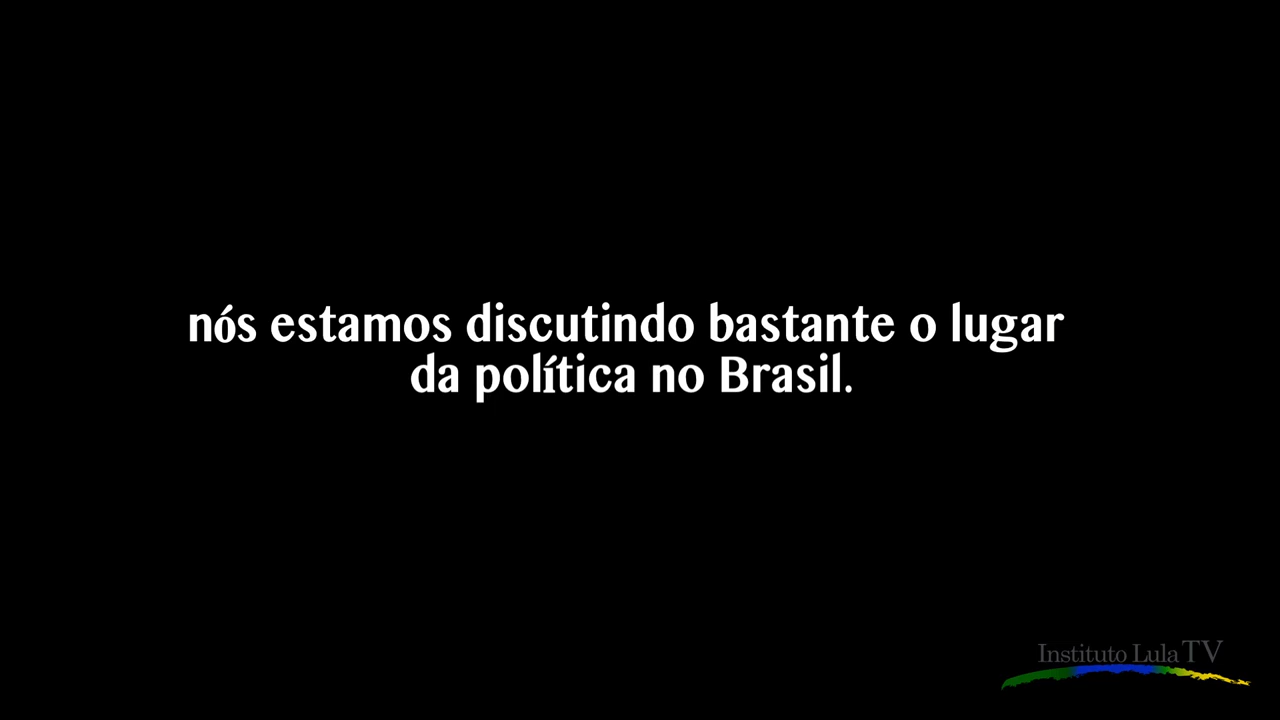 nós estamos discutindo bastante o lugar
da política no Brasil.
Instituto Lula TV